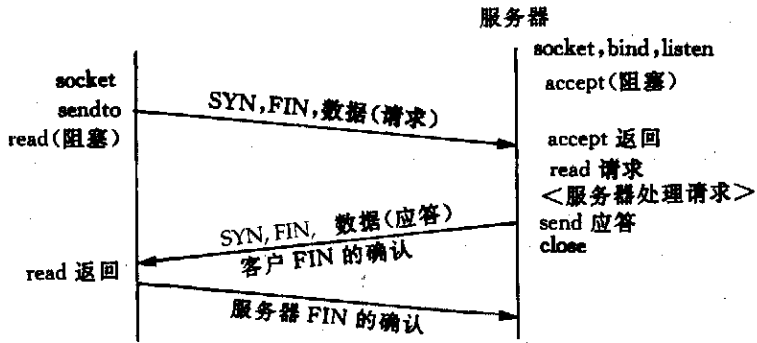 服务器
socket,bind,listen
socket
accept(阻塞)
sendto
SYN,FIN,数据(请求)
read(阻塞)
accept 返回
read 请求
<服务器处理请求>
SYN, FIN, 数据(应答)
send 应答
客户 FIN 的确认
close
read 返回
服务器 FIN 的确认